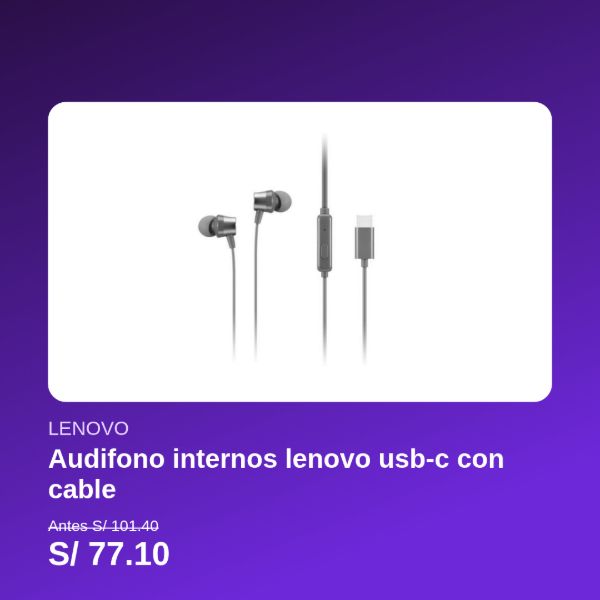 LENOVO
Audifono internos lenovo usb-c con
cable
Antes S/ 101.40
S/ 77.10